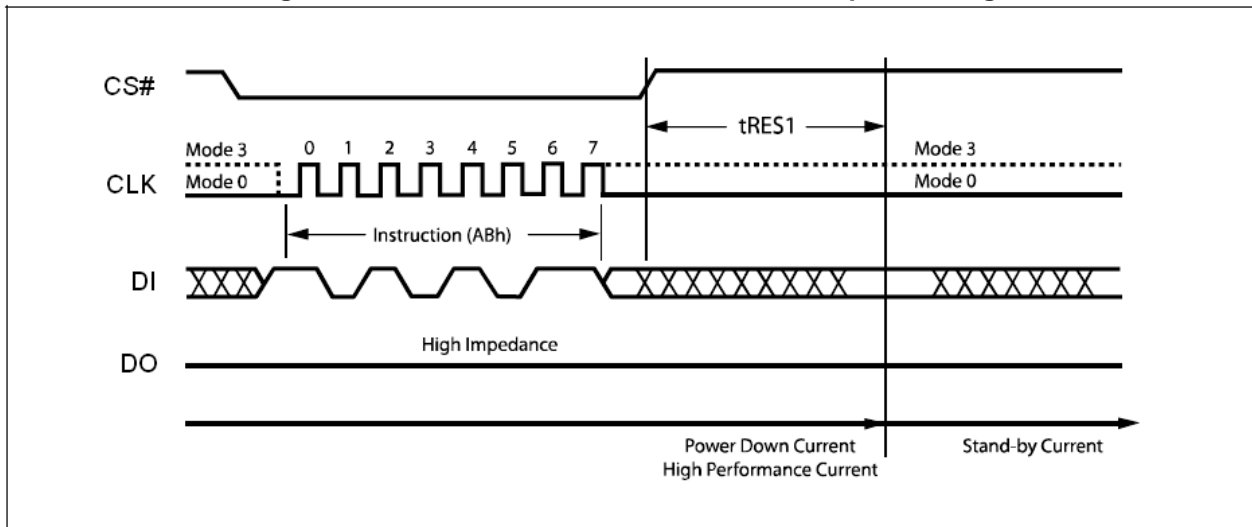 CS#
tRES1
Mode 3 0 1 2 3 4 5 6 7 Mode 3
CLK Mode 0 Mode 0
Instruction (ABh)
DI
High Impedance
DO
Power Down Current Stand-by Current
High Performance Current